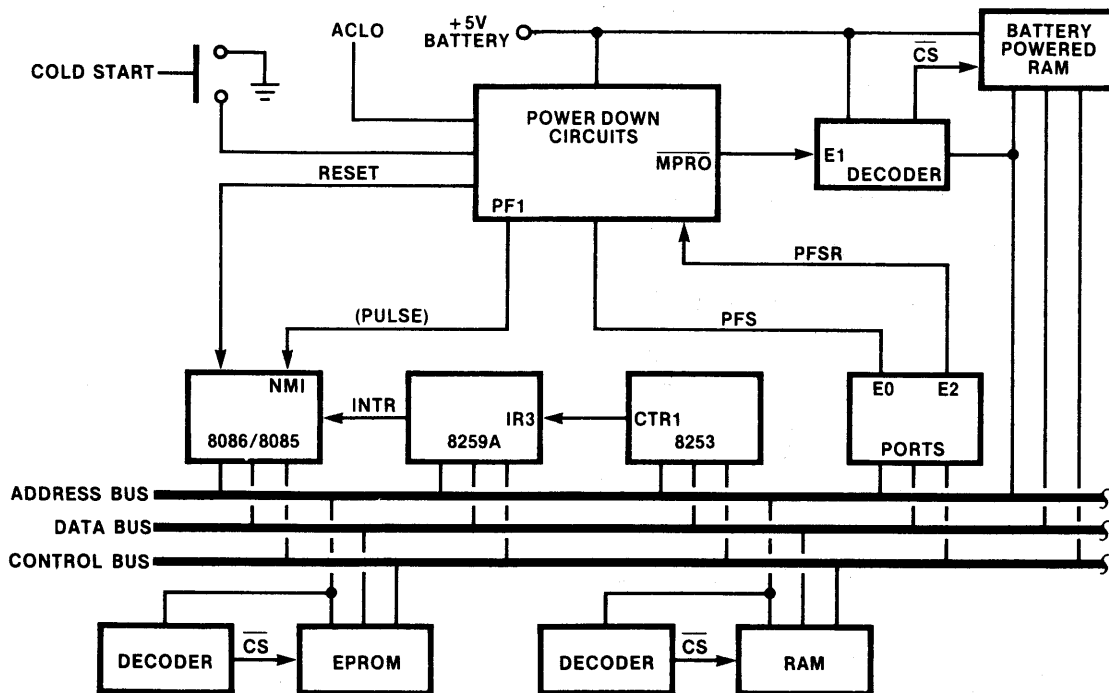 +5V
BATTERY
ACLO
BATTERY
POWERED
RAM
COLD START
CS
POWER DOWN
CIRCUITS
MPRO
E1
DECODER
RESET
PF1
PFSR
(PULSE)
PFS
NMI
8086/8085
INTR
IR3
8259A
CTR1
8253
E0
E2
PORTS
ADDRESS BUS
DATA BUS
CONTROL BUS
DECODER
CS
EPROM
DECODER
CS
RAM